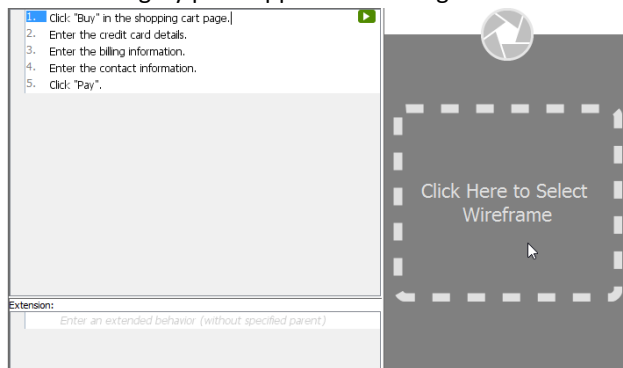 1. Click "Buy" in the shopping cart page.
2. Enter the credit card details.
3. Enter the billing information.
4. Enter the contact information.
5. Click "Pay".
Click Here to Select
Wireframe
Extension:
Enter an extended behavior (without specified parent)